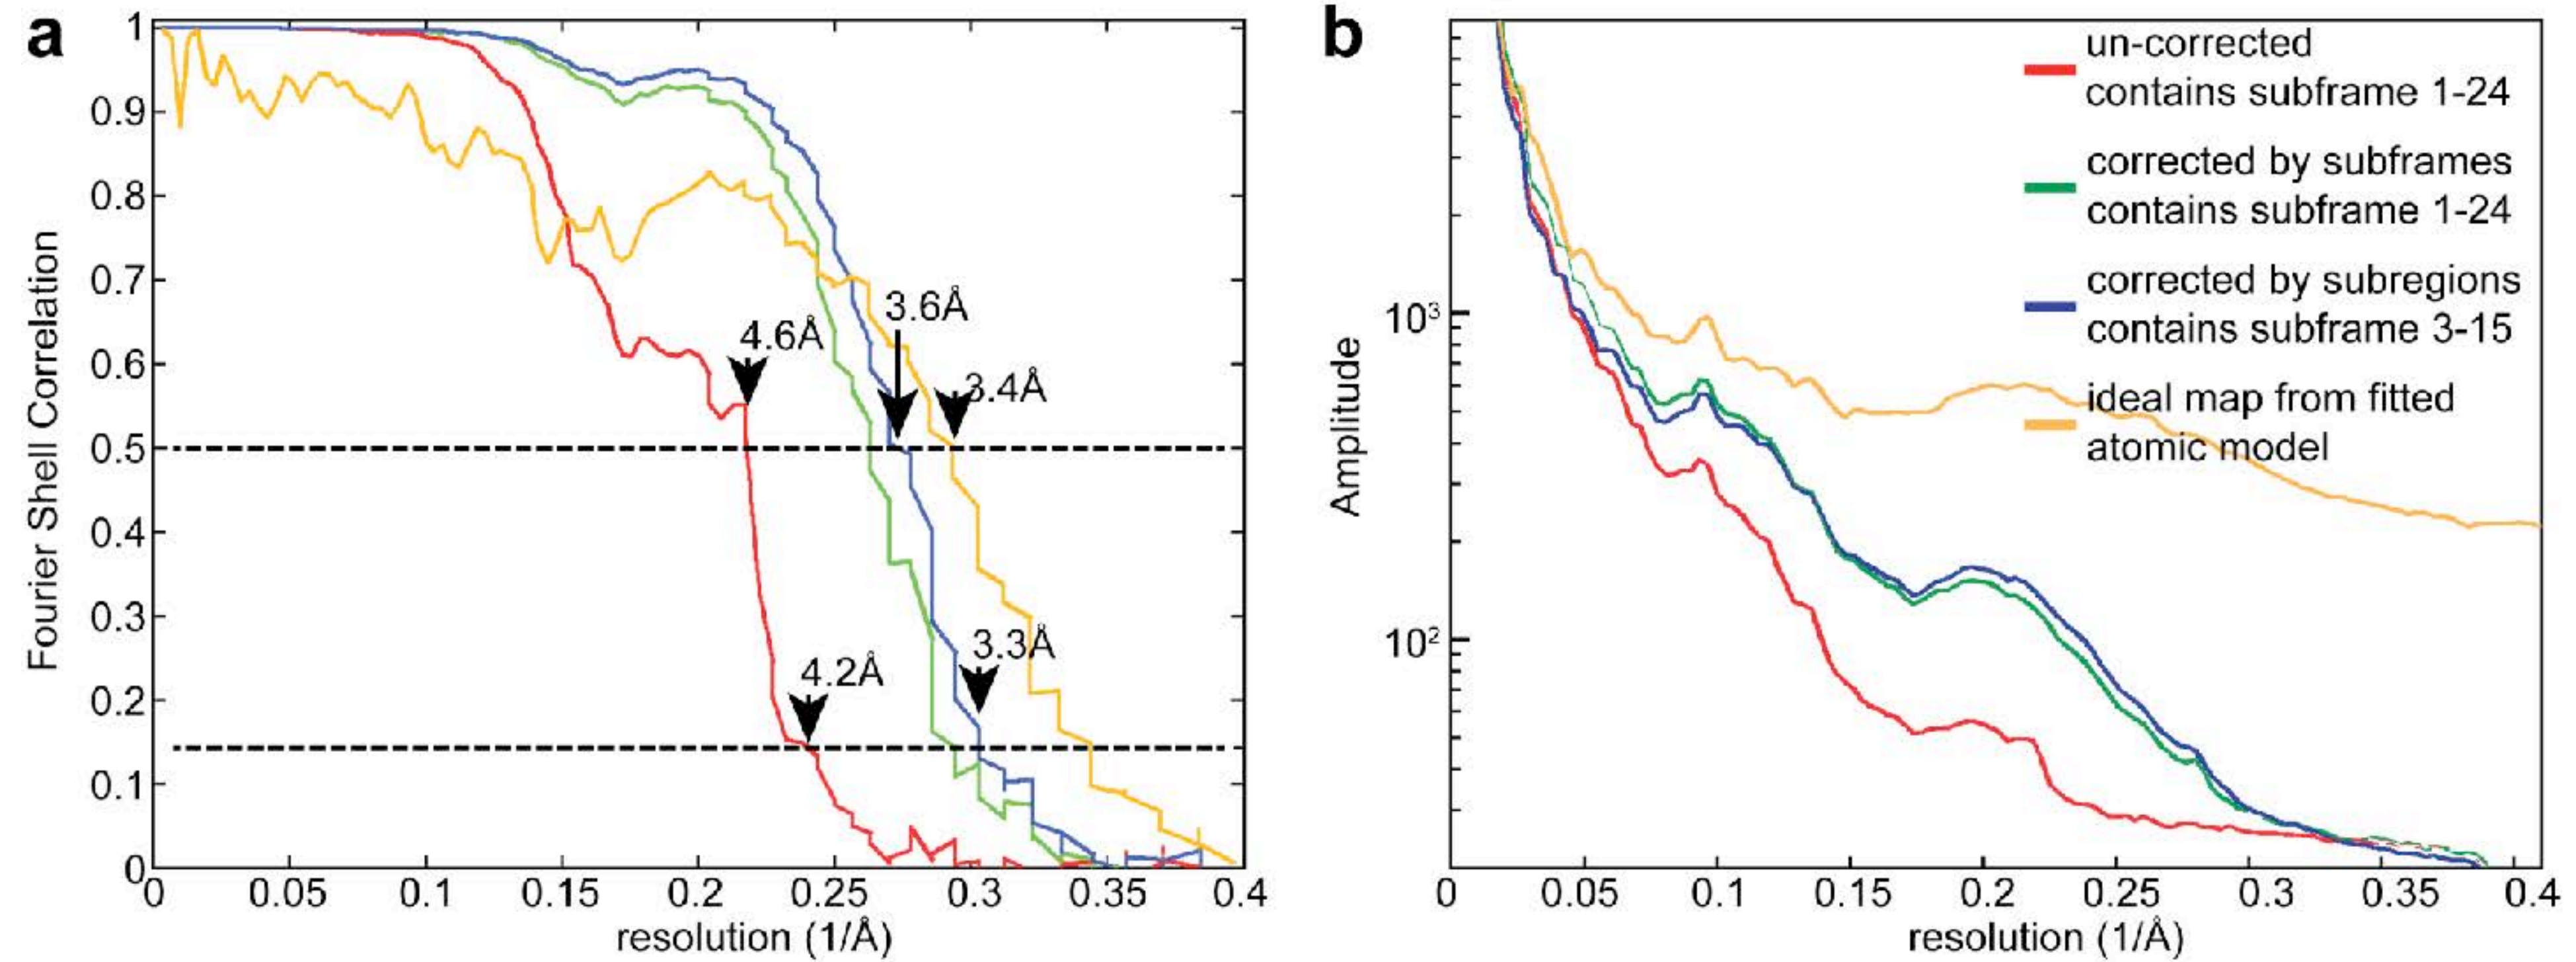 a
1
0.9
0.8
0.7
0.6
0.5
0.4
0.3
0.2
0.1
0
Fourier Shell Correlation
4.6Å
3.6Å
3.4Å
4.2Å
3.3Å
0 0.05 0.1 0.15 0.2 0.25 0.3 0.35 0.4
resolution (1/Å)
b
10³
10²
Amplitude
un-corrected
contains subframe 1-24
corrected by subframes
contains subframe 1-24
corrected by subregions
contains subframe 3-15
ideal map from fitted
atomic model
0 0.05 0.1 0.15 0.2 0.25 0.3 0.35 0.4
resolution (1/Å)